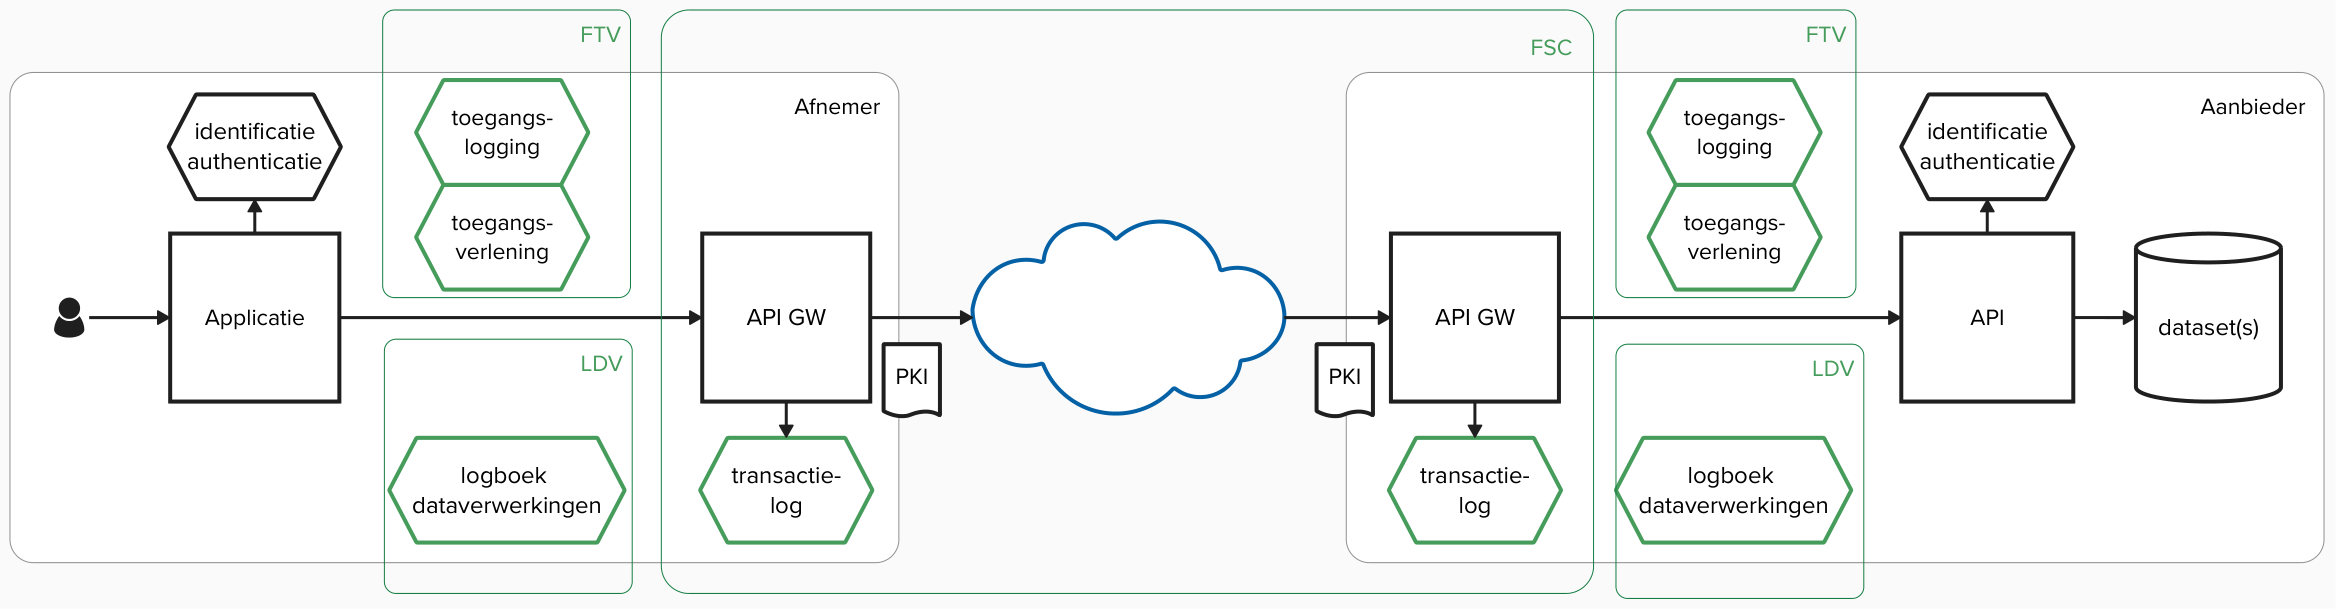 FTV
FSC
FTV
Afnemer
Aanbieder
identificatie
authenticatie
toegangs-
logging
toegangs-
verlening
toegangs-
logging
toegangs-
verlening
identificatie
authenticatie
Applicatie
API GW
API GW
API
dataset(s)
PKI
PKI
LDV
LDV
logboek
dataverwerkingen
transactie-
log
transactie-
log
logboek
dataverwerkingen